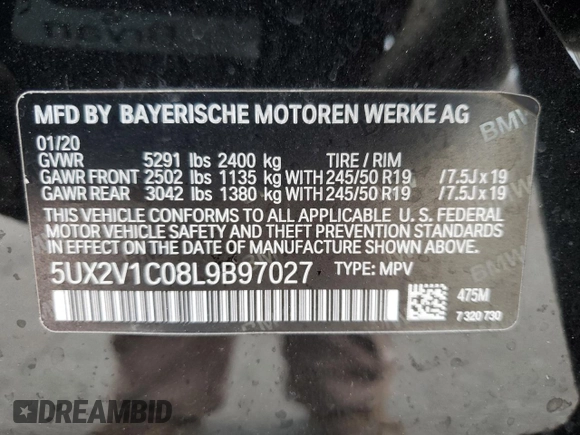 MFD BY BAYERISCHE MOTOREN WERKE AG
01/20
GVWR 5291 lbs 2400 kg TIRE / RIM
GAWR FRONT 2502 lbs 1135 kg WITH 245/50 R19 /7.5J x 19
GAWR REAR 3042 lbs 1380 kg WITH 245/50 R19 /7.5J x 19
THIS VEHICLE CONFORMS TO ALL APPLICABLE U.S. FEDERAL
MOTOR VEHICLE SAFETY AND THEFT PREVENTION STANDARDS
IN EFFECT ON THE DATE OF MANUFACTURE SHOWN ABOVE.
5UX2V1C08L9B97027 TYPE: MPV
475M
7 320 730
DREAMBID